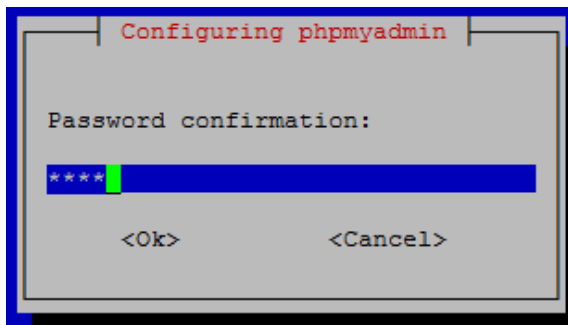 Configuring phpmyadmin
Password confirmation:
****
<Ok> <Cancel>